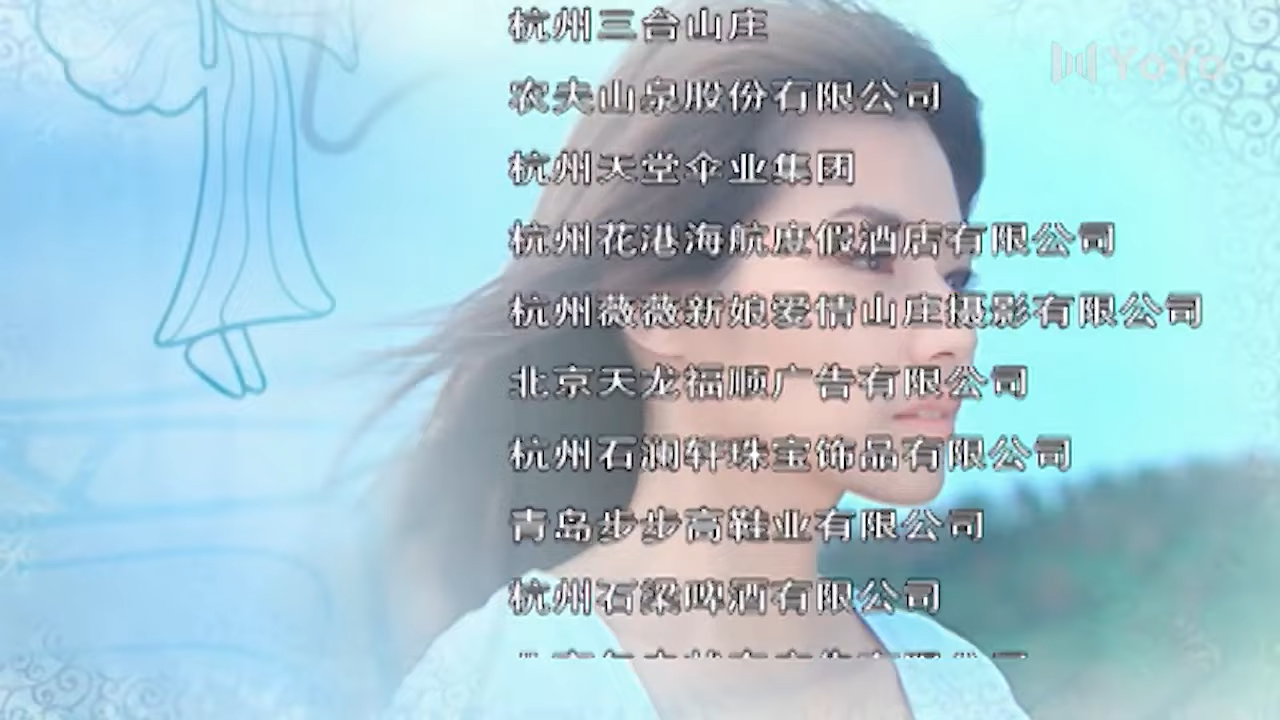 杭州三台山庄
YoYo
农夫山泉股份有限公司
杭州天堂伞业集团
杭州花港海航度假酒店有限公司
杭州薇薇新娘爱情山庄摄影有限公司
北京天龙福顺广告有限公司
杭州石澜轩珠宝饰品有限公司
青岛步步高鞋业有限公司
杭州石梁啤酒有限公司